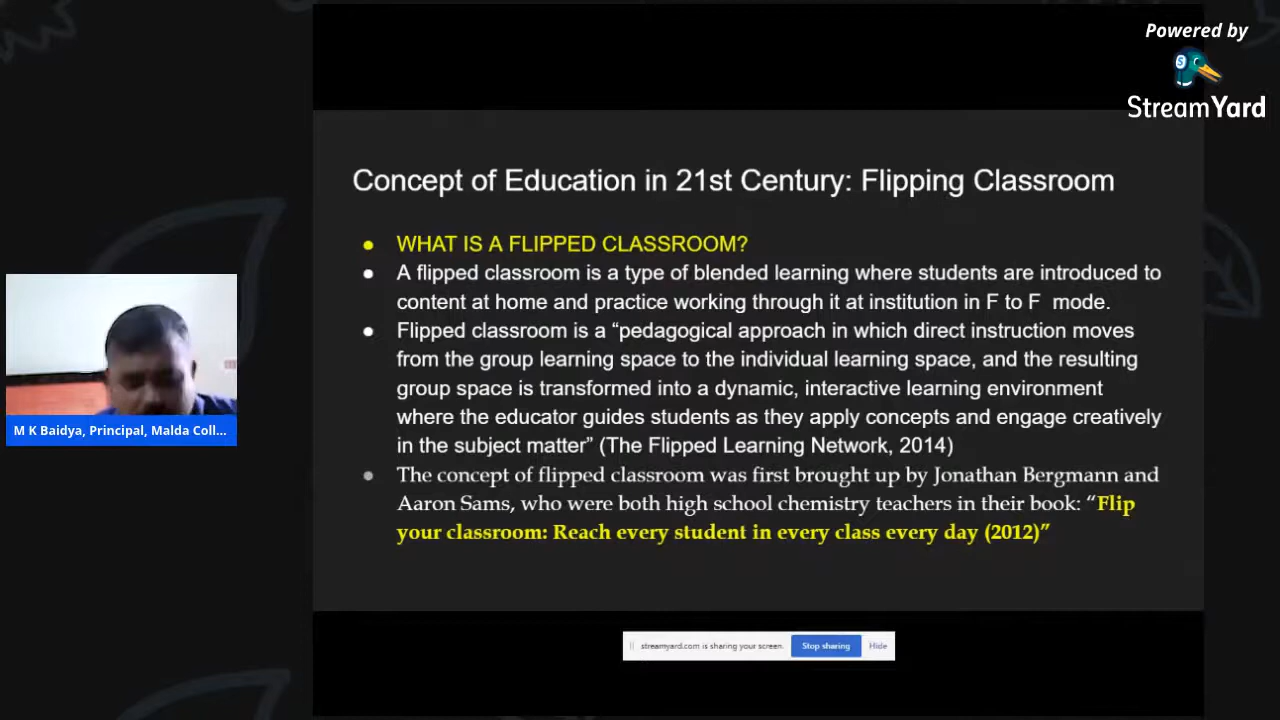 Powered by
StreamYard
Concept of Education in 21st Century: Flipping Classroom
● WHAT IS A FLIPPED CLASSROOM?
● A flipped classroom is a type of blended learning where students are introduced to
content at home and practice working through it at institution in F to F mode.
● Flipped classroom is a “pedagogical approach in which direct instruction moves
from the group learning space to the individual learning space, and the resulting
group space is transformed into a dynamic, interactive learning environment
where the educator guides students as they apply concepts and engage creatively
in the subject matter” (The Flipped Learning Network, 2014)
● The concept of flipped classroom was first brought up by Jonathan Bergmann and
Aaron Sams, who were both high school chemistry teachers in their book: “Flip
your classroom: Reach every student in every class every day (2012)”
M K Baidya, Principal, Malda Coll...
streamyard.com is sharing your screen. Stop sharing Hide